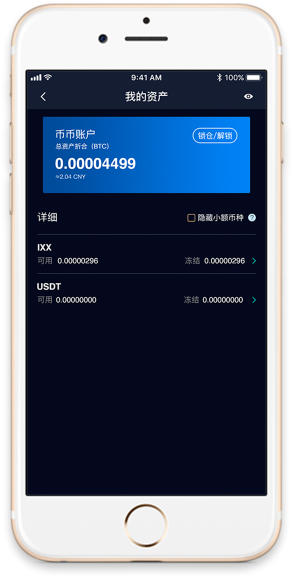 9:41 AM
100%
我的资产
币币账户
锁仓/解锁
总资产折合（BTC）
0.00004499
≈2.04 CNY
详细
隐藏小额币种 ?
IXX
可用 0.00000296 冻结 0.00000296
USDT
可用 0.00000000 冻结 0.00000000